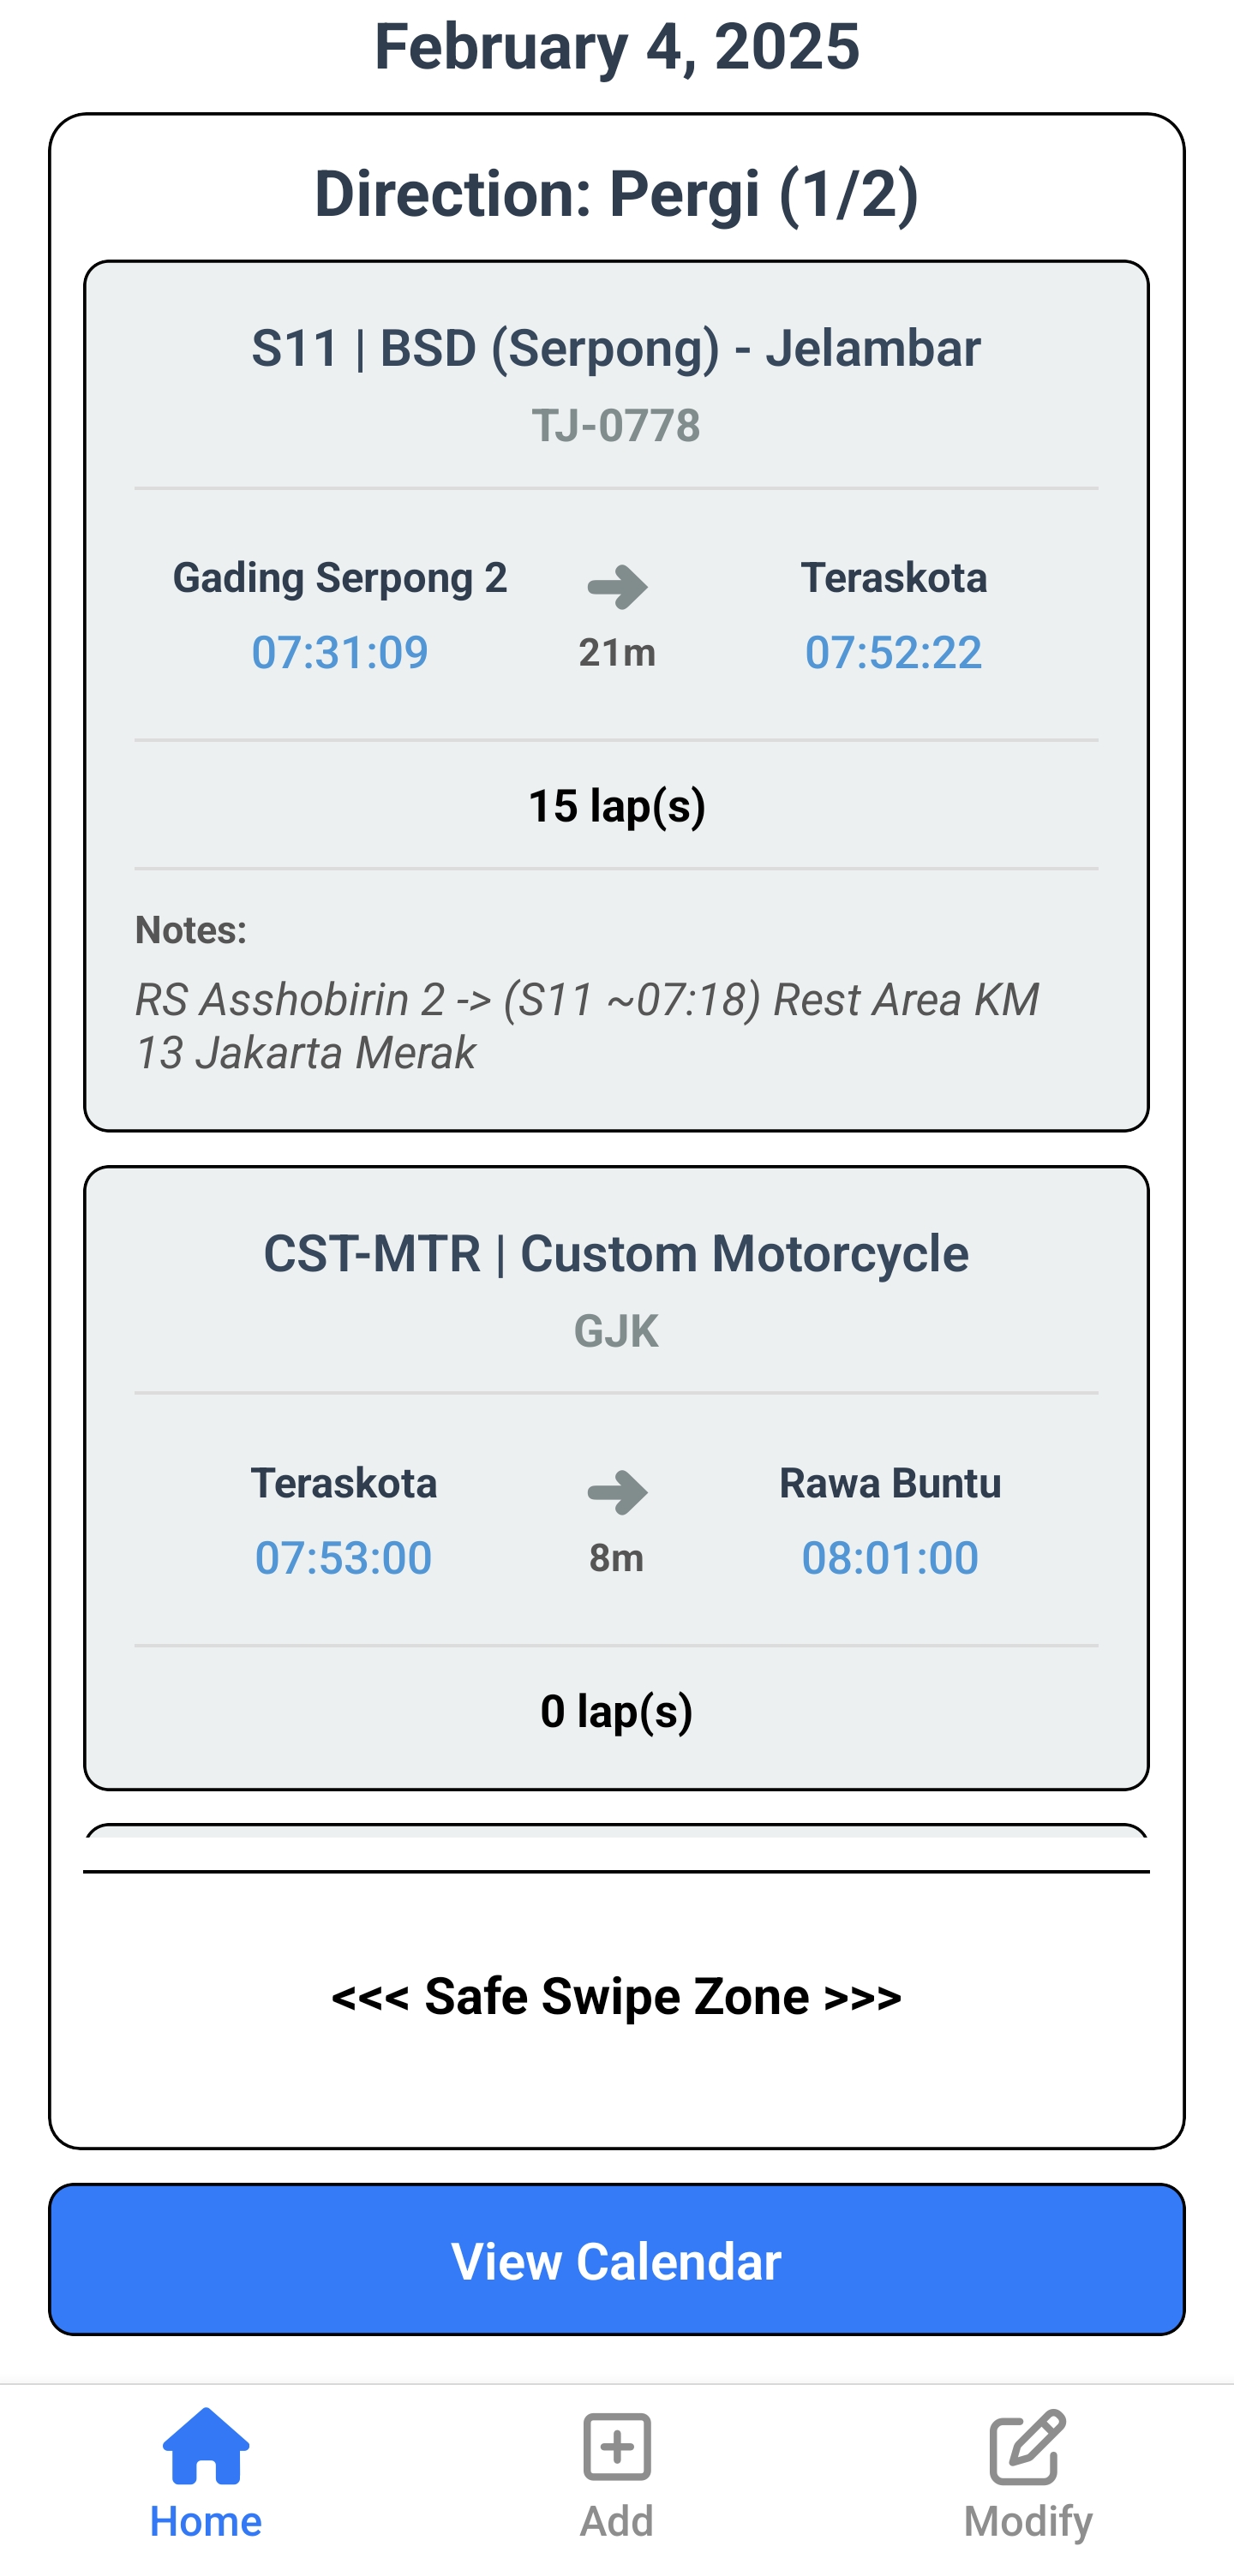 February 4, 2025
Direction: Pergi (1/2)
S11 | BSD (Serpong) - Jelambar
TJ-0778
Gading Serpong 2
07:31:09
21m
Teraskota
07:52:22
15 lap(s)
Notes:
RS Asshobirin 2 -> (S11 ~07:18) Rest Area KM
13 Jakarta Merak
CST-MTR | Custom Motorcycle
GJK
Teraskota
07:53:00
8m
Rawa Buntu
08:01:00
0 lap(s)
<<< Safe Swipe Zone >>>
View Calendar
Home
Add
Modify